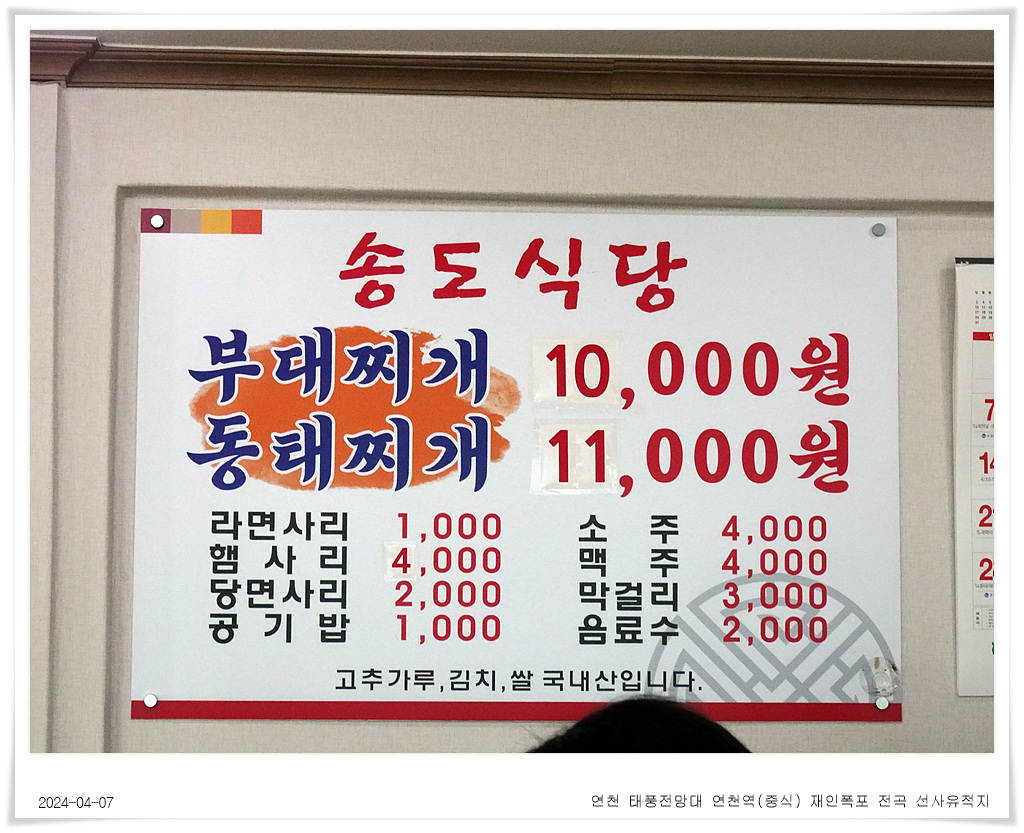 송도식당
부대찌개 10,000원
동태찌개 11,000원
라면사리 1,000 소 주 4,000
햄 사 리 4,000 맥 주 4,000
당면사리 2,000 막걸리 3,000
공 기 밥 1,000 음료수 2,000
고추가루,김치,쌀 국내산입니다.
2024-04-07 연천 태풍전망대 연천역(중식) 재인폭포 전곡 선사유적지